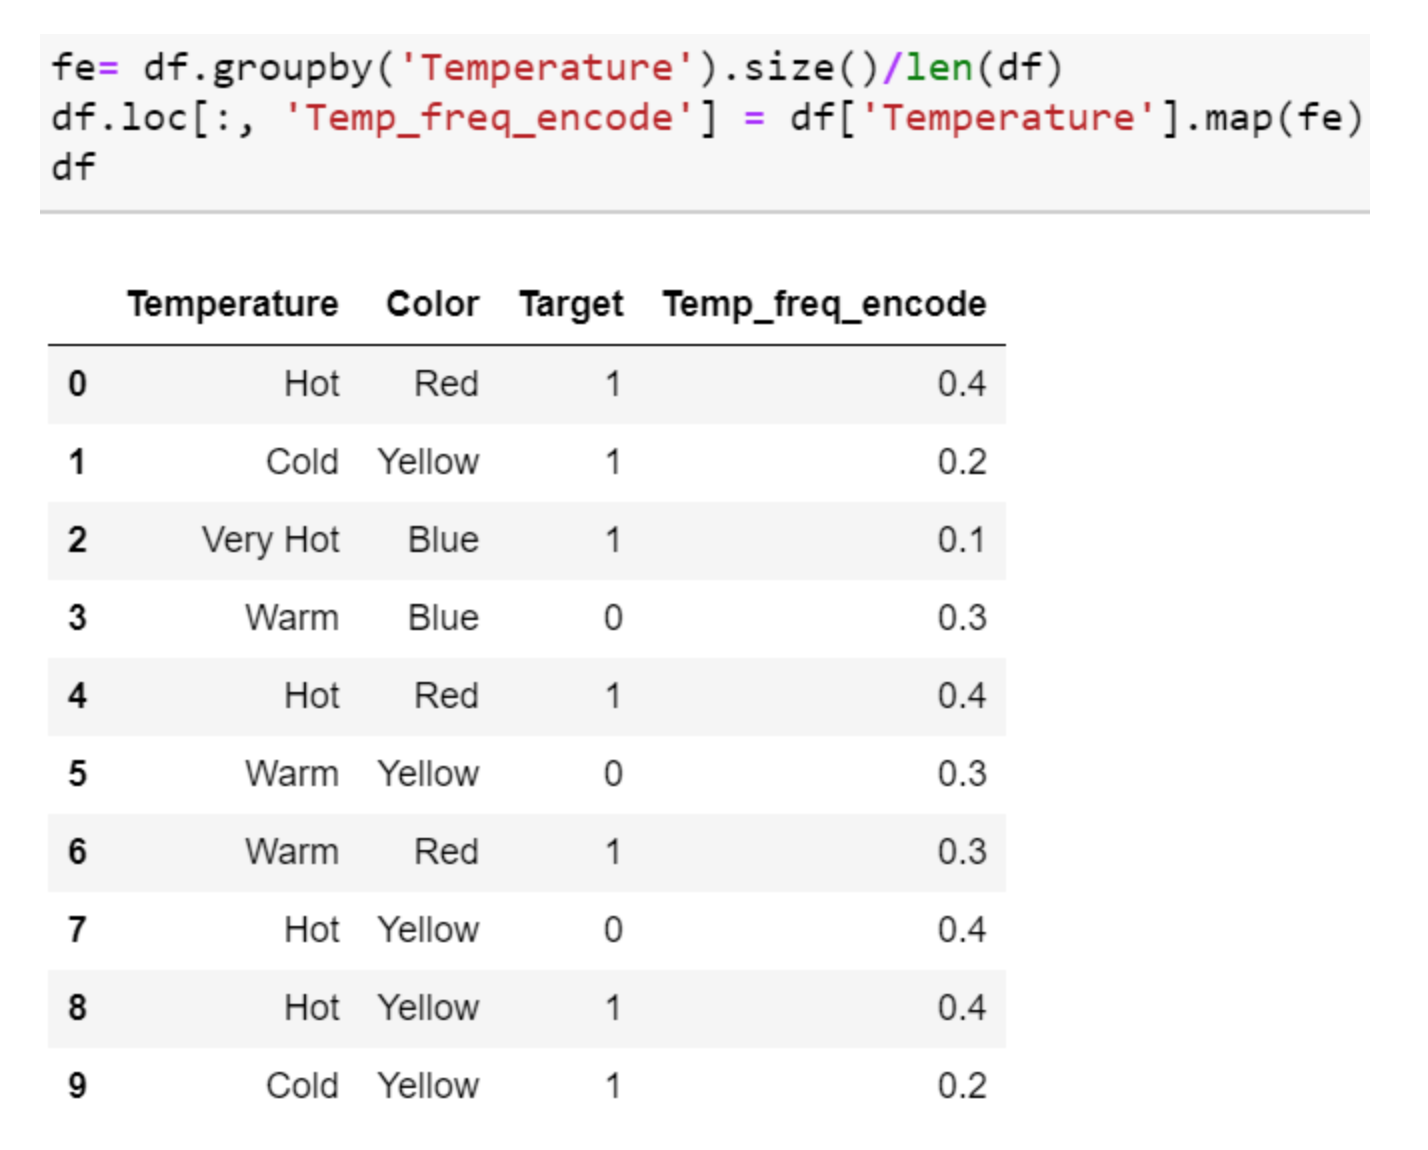 fe= df.groupby('Temperature').size()/len(df)
df.loc[:, 'Temp_freq_encode'] = df['Temperature'].map(fe)
df
Temperature Color Target Temp_freq_encode
0 Hot Red 1 0.4
1 Cold Yellow 1 0.2
2 Very Hot Blue 1 0.1
3 Warm Blue 0 0.3
4 Hot Red 1 0.4
5 Warm Yellow 0 0.3
6 Warm Red 1 0.3
7 Hot Yellow 0 0.4
8 Hot Yellow 1 0.4
9 Cold Yellow 1 0.2